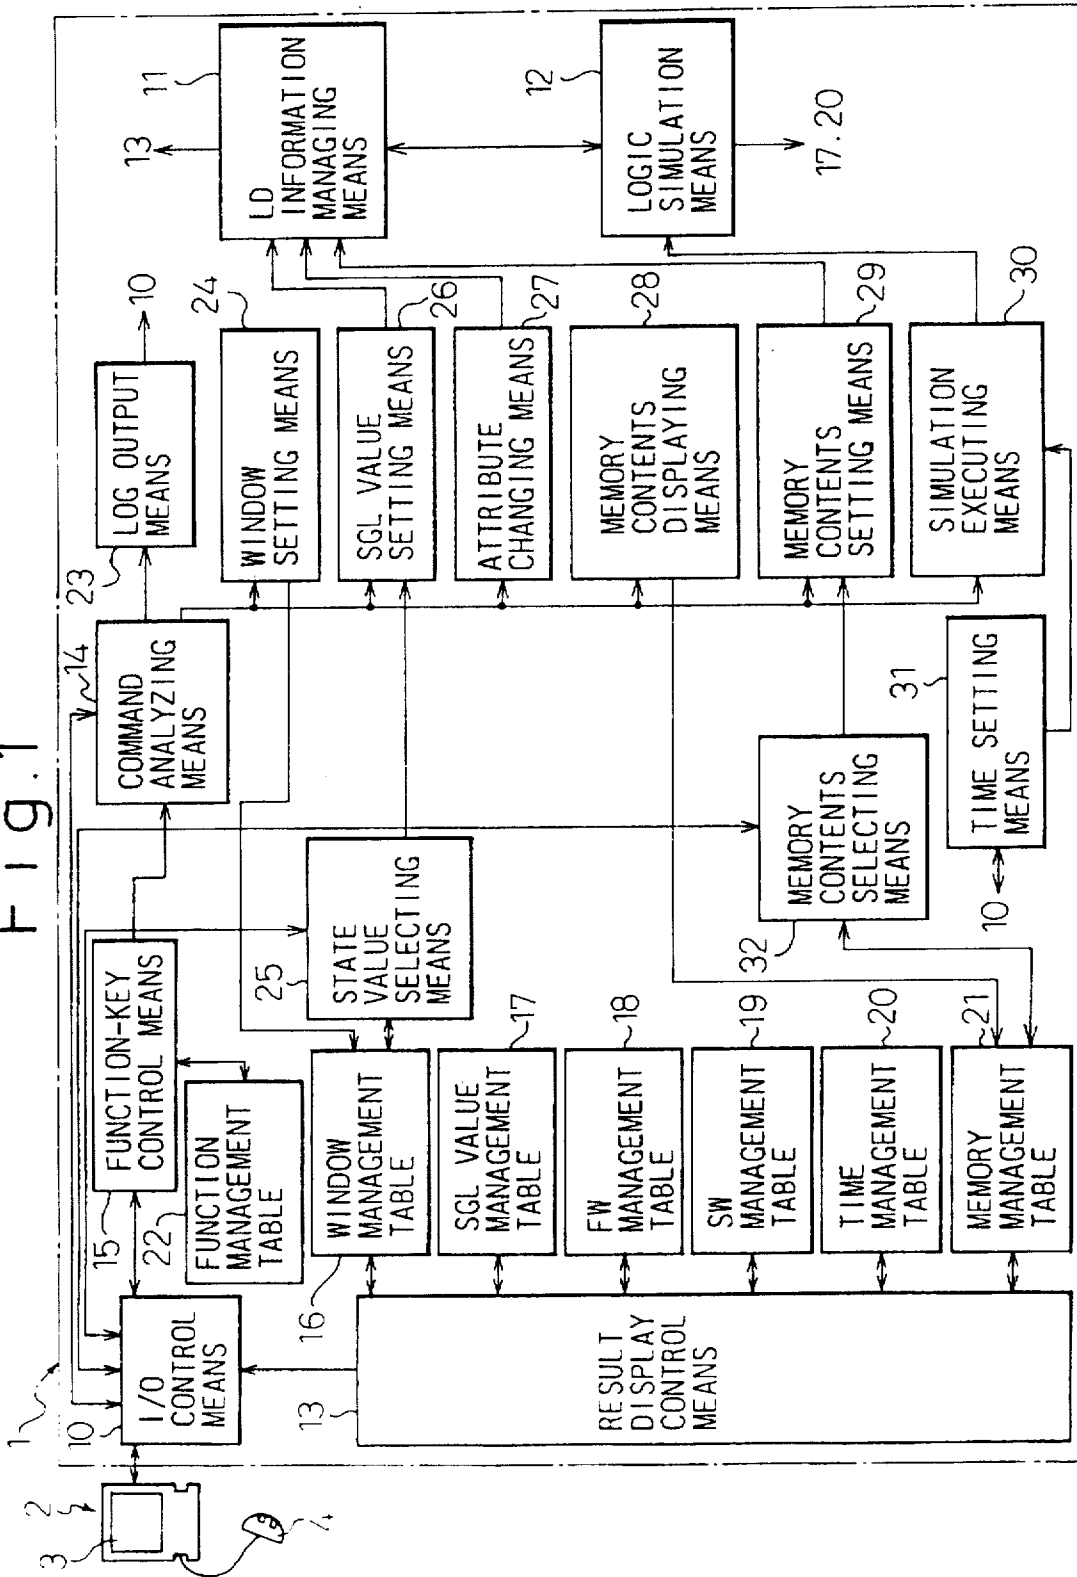 Fig.1
1
2
3
4
10
I/O
CONTROL
MEANS
13
RESULT
DISPLAY
CONTROL
MEANS
15
FUNCTION-KEY
CONTROL MEANS
22
FUNCTION
MANAGEMENT
TABLE
16
WINDOW
MANAGEMENT
TABLE
17
SGL VALUE
MANAGEMENT
TABLE
18
FW
MANAGEMENT
TABLE
19
SW
MANAGEMENT
TABLE
20
TIME
MANAGEMENT
TABLE
21
MEMORY
MANAGEMENT
TABLE
14
COMMAND
ANALYZING
MEANS
25
STATE
VALUE
SELECTING
MEANS
32
MEMORY
CONTENTS
SELECTING
MEANS
31
TIME SETTING
MEANS
10
23
LOG OUTPUT
MEANS
10
24
WINDOW
SETTING MEANS
26
SGL VALUE
SETTING MEANS
27
ATTRIBUTE
CHANGING MEANS
28
MEMORY
CONTENTS
DISPLAYING
MEANS
29
MEMORY
CONTENTS
SETTING MEANS
30
SIMULATION
EXECUTING
MEANS
13
11
LD
INFORMATION
MANAGING
MEANS
12
LOGIC
SIMULATION
MEANS
17.20